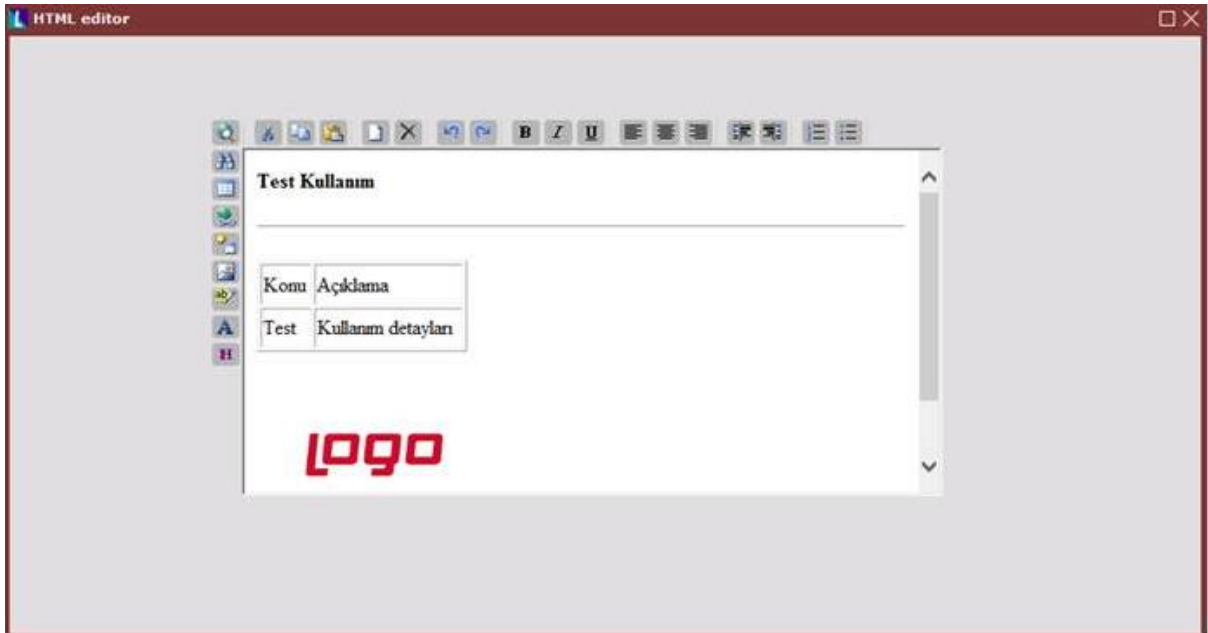 HTML editor
B I U
Test Kullanım
Konu Açıklama
Test Kullanım detayları
A
H
LOGO